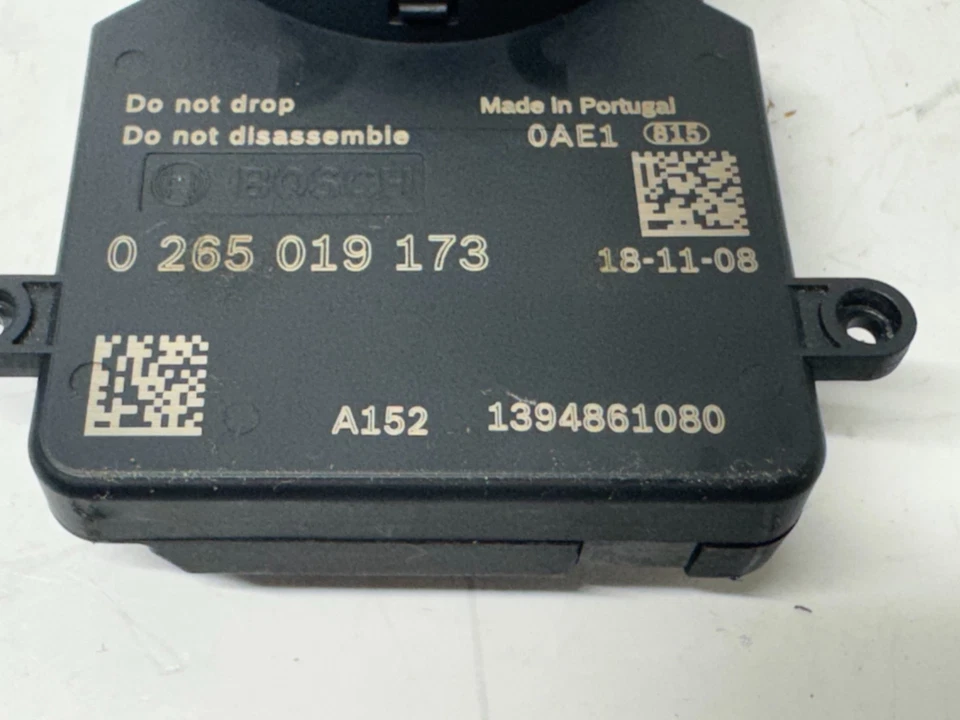 Do not drop
Made in Portugal
Do not disassemble
0AE1 815
BOSCH
0 265 019 173
18-11-08
A152 1394861080